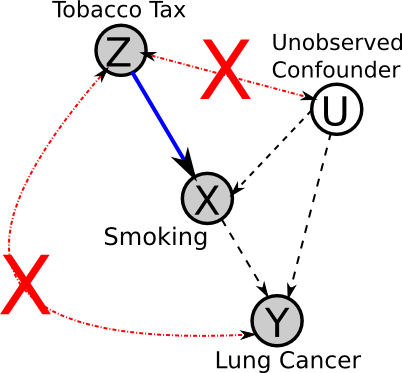 Tobacco Tax
Z
X
Unobserved
Confounder
U
X
Smoking
X
Y
Lung Cancer